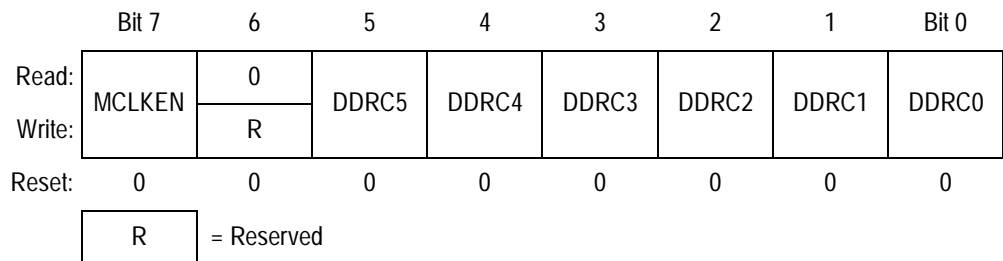 Bit 7 6 5 4 3 2 1 Bit 0
Read: 0
MCLKEN DDRC5 DDRC4 DDRC3 DDRC2 DDRC1 DDRC0
Write: R
Reset: 0 0 0 0 0 0 0 0
R = Reserved